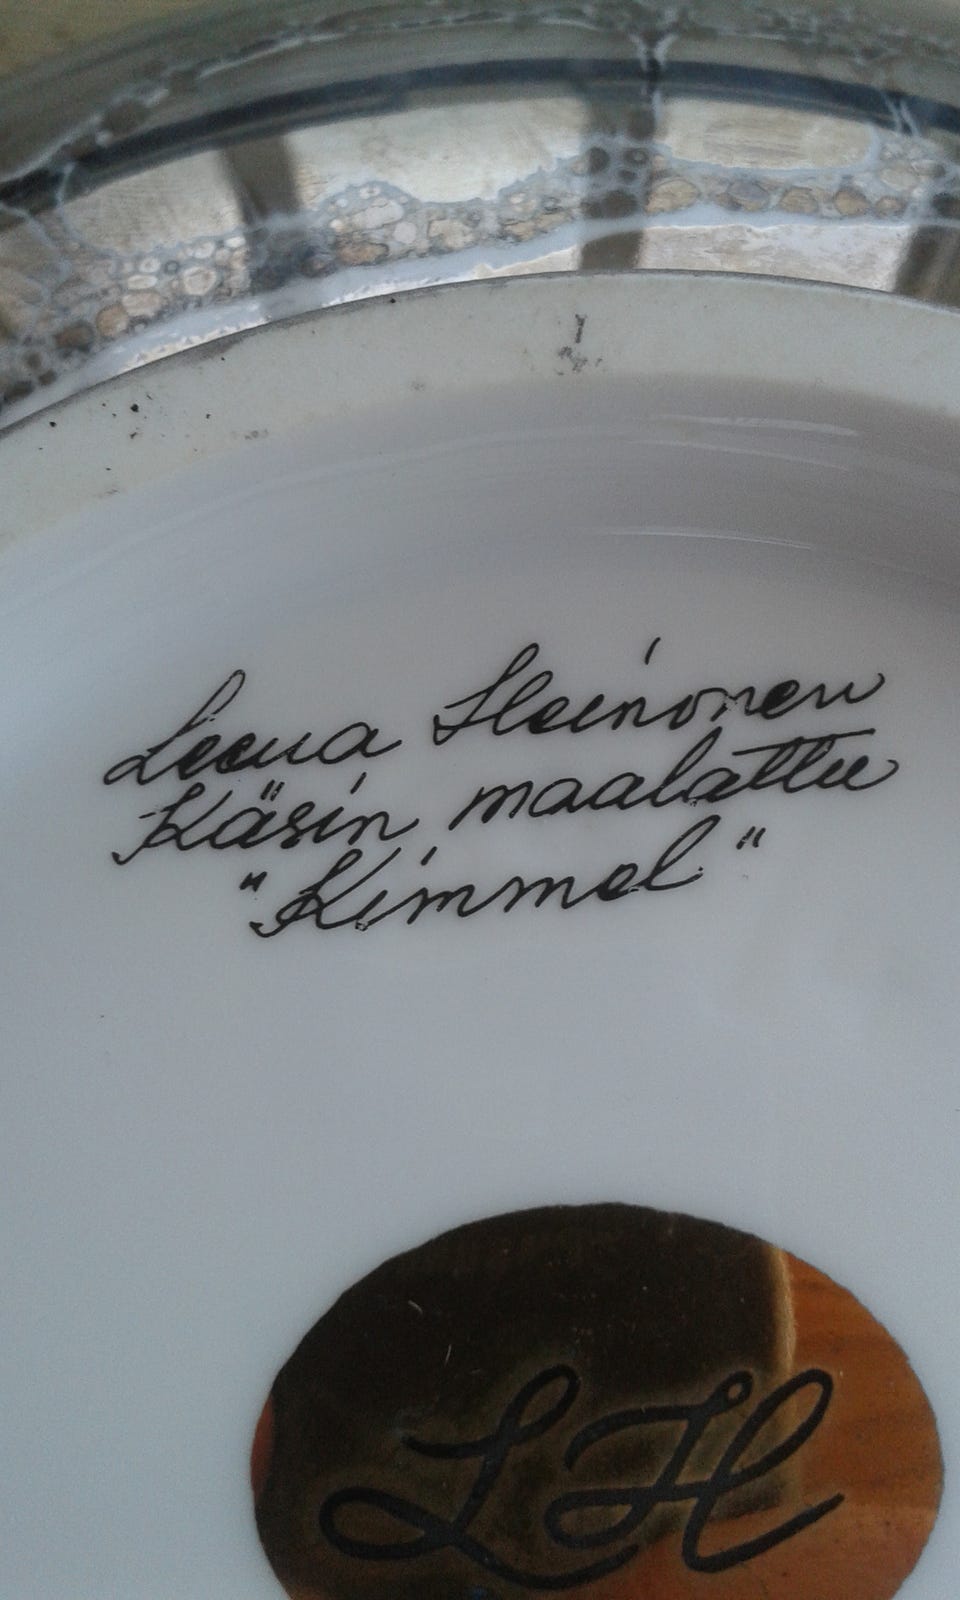 Leena Heinonen
Käsin maalattu
"Kimmel"
LH